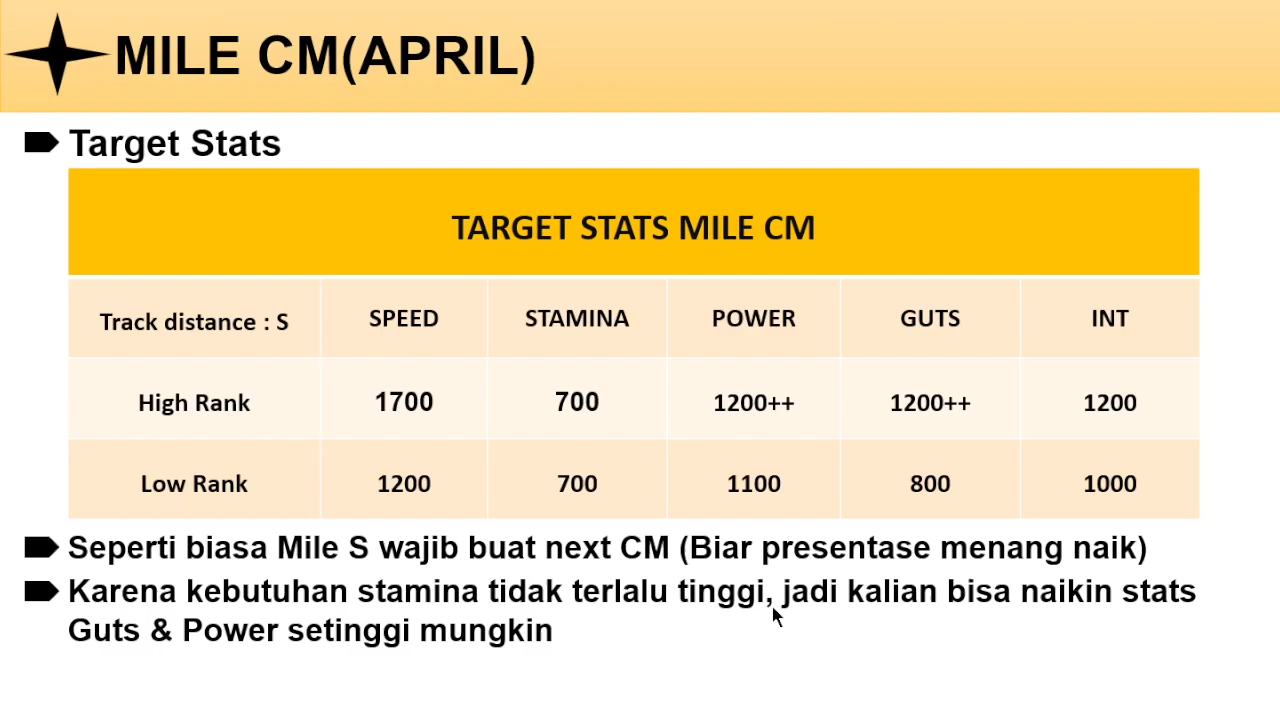 MILE CM(APRIL)
Target Stats
TARGET STATS MILE CM
Track distance : S SPEED STAMINA POWER GUTS INT
High Rank 1700 700 1200++ 1200++ 1200
Low Rank 1200 700 1100 800 1000
Seperti biasa Mile S wajib buat next CM (Biar presentase menang naik)
Karena kebutuhan stamina tidak terlalu tinggi, jadi kalian bisa naikin stats
Guts & Power setinggi mungkin